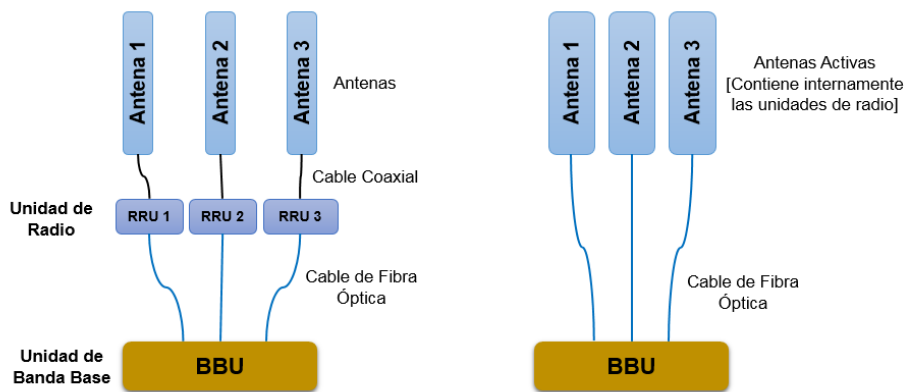 Antena 1
Antena 2
Antena 3
Antenas
Cable Coaxial
Unidad de
Radio
RRU 1
RRU 2
RRU 3
Cable de Fibra
Óptica
Unidad de
Banda Base
BBU
Antena 1
Antena 2
Antena 3
Antenas Activas
[Contiene internamente
las unidades de radio]
Cable de Fibra
Óptica
BBU